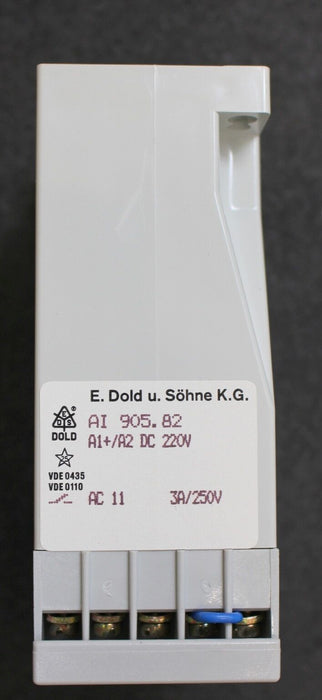 E. Dold u. Söhne K.G.
DOLD
AI 905.82
A1+/A2 DC 220V
VDE 0435
VDE 0110
AC 11 3A/250V